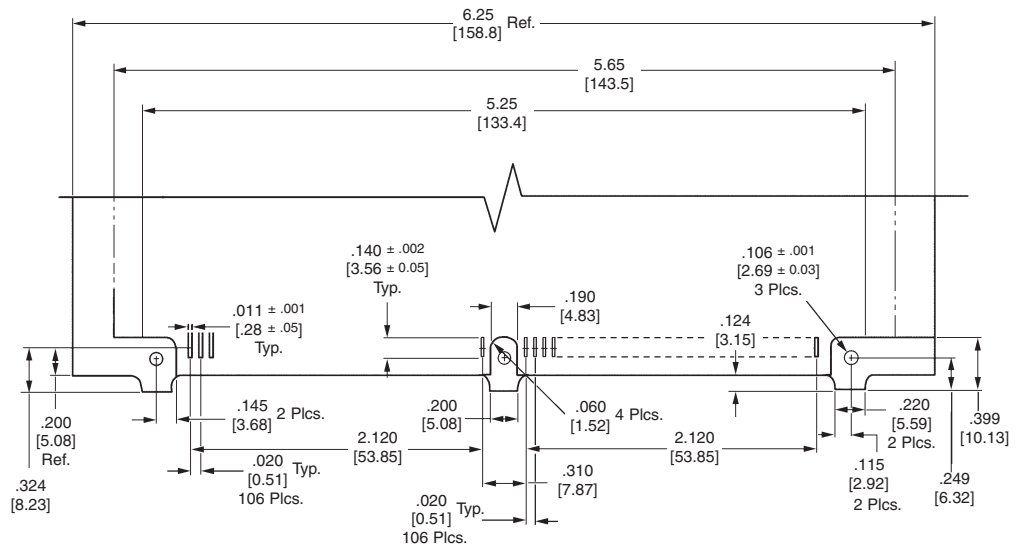 6.25 Ref.
[158.8]
5.65
[143.5]
5.25
[133.4]
.140 ± .002
[3.56 ± 0.05]
Typ.
.106 ± .001
[2.69 ± 0.03]
3 Plcs.
.011 ± .001
[.28 ± .05]
Typ.
.190
[4.83]
.124
[3.15]
.200
[5.08]
Ref.
.324
[8.23]
.145 2 Plcs.
[3.68]
.020 Typ.
[0.51]
106 Plcs.
2.120
[53.85]
.200
[5.08]
.060 4 Plcs.
[1.52]
.310
[7.87]
.020 Typ.
[0.51]
106 Plcs.
2.120
[53.85]
.220
[5.59]
2 Plcs.
.115
[2.92]
2 Plcs.
.399
[10.13]
.249
[6.32]